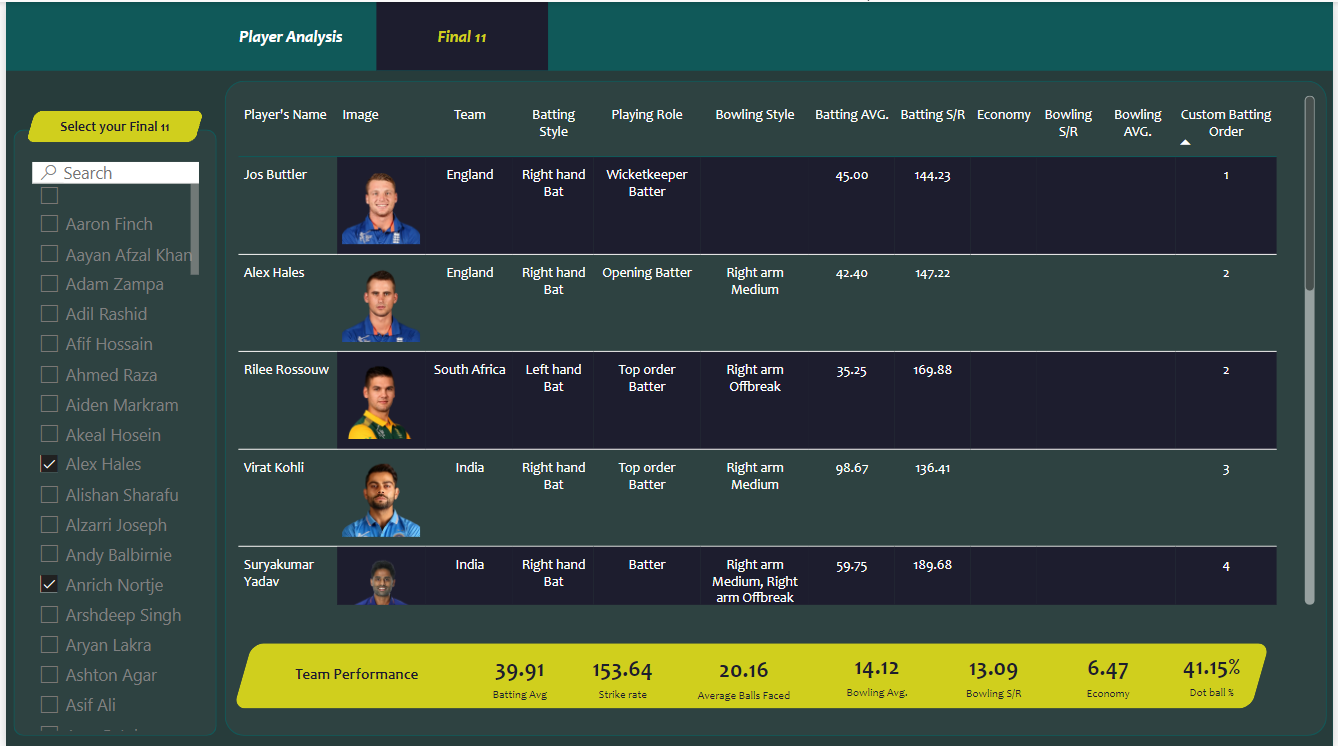 Player Analysis
Final 11
Select your Final 11
Search
Aaron Finch
Aayan Afzal Khan
Adam Zampa
Adil Rashid
Afif Hossain
Ahmed Raza
Aiden Markram
Akeal Hosein
Alex Hales
Alishan Sharafu
Alzarri Joseph
Andy Balbirnie
Anrich Nortje
Arshdeep Singh
Aryan Lakra
Ashton Agar
Asif Ali
Player's Name Image Team Batting Style Playing Role Bowling Style Batting AVG. Batting S/R Economy Bowling S/R Bowling AVG. Custom Batting Order
Jos Buttler England Right hand Wicketkeeper 45.00 144.23 1
Bat Batter
Alex Hales England Right hand Opening Batter Right arm 42.40 147.22 2
Bat Medium
Rilee Rossouw South Africa Left hand Top order Right arm 35.25 169.88 2
Bat Batter Offbreak
Virat Kohli India Right hand Top order Right arm 98.67 136.41 3
Bat Batter Medium
Suryakumar India Right hand Batter Right arm 59.75 189.68 4
Yadav Bat Medium, Right
arm Offbreak
Team Performance
39.91 153.64 20.16 14.12 13.09 6.47 41.15%
Batting Avg Strike rate Average Balls Faced Bowling Avg. Bowling S/R Economy Dot ball %